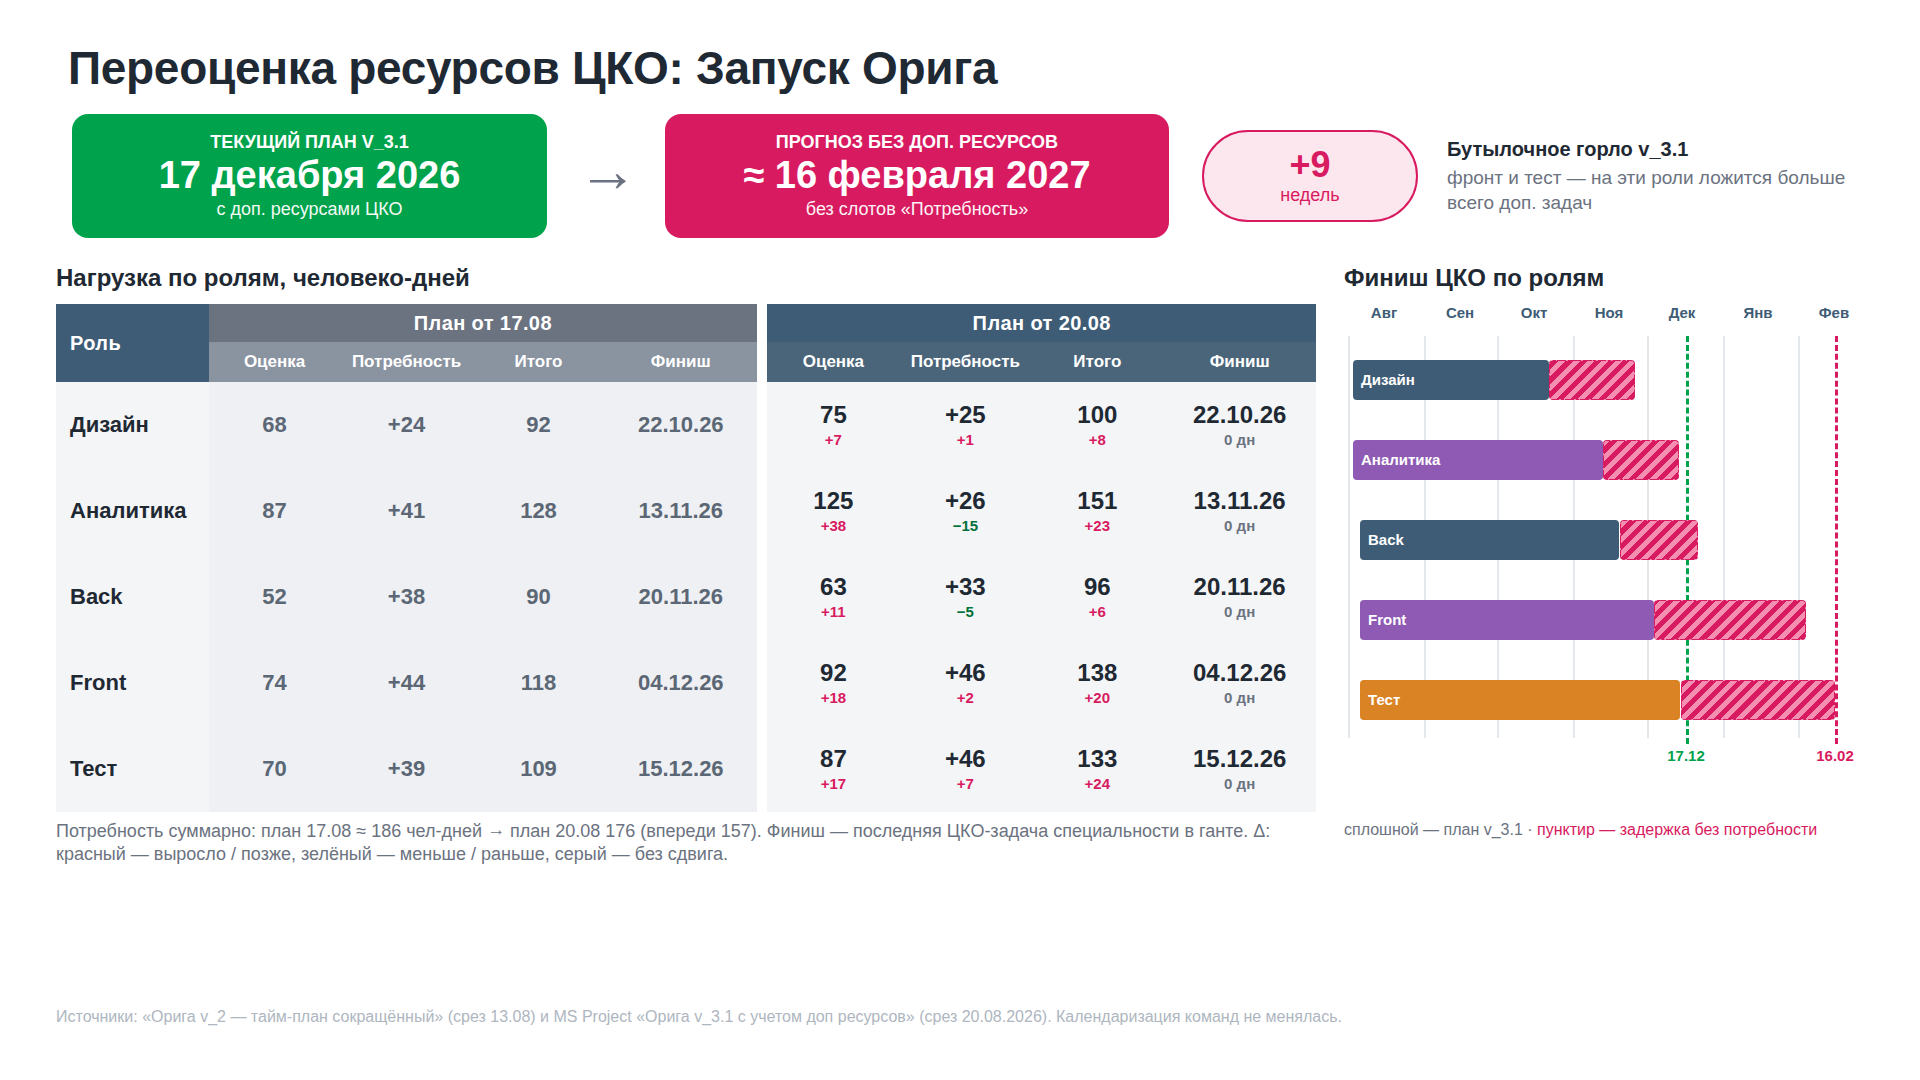 Переоценка ресурсов ЦКО: Запуск Орига
ТЕКУЩИЙ ПЛАН V_3.1
17 декабря 2026
с доп. ресурсами ЦКО
→
ПРОГНОЗ БЕЗ ДОП. РЕСУРСОВ
≈ 16 февраля 2027
без слотов «Потребность»
+9
недель
Бутылочное горло v_3.1
фронт и тест — на эти роли ложится больше
всего доп. задач
Нагрузка по ролям, человеко-дней
Роль
План от 17.08
План от 20.08
Оценка Потребность Итого Финиш
Оценка Потребность Итого Финиш
Дизайн 68 +24 92 22.10.26 75 +25 100 22.10.26
+7 +1 +8 0 дн
Аналитика 87 +41 128 13.11.26 125 +26 151 13.11.26
+38 −15 +23 0 дн
Back 52 +38 90 20.11.26 63 +33 96 20.11.26
+11 −5 +6 0 дн
Front 74 +44 118 04.12.26 92 +46 138 04.12.26
+18 +2 +20 0 дн
Тест 70 +39 109 15.12.26 87 +46 133 15.12.26
+17 +7 +24 0 дн
Потребность суммарно: план 17.08 ≈ 186 чел-дней → план 20.08 176 (впереди 157). Финиш — последняя ЦКО-задача специальности в ганте. Δ:
красный — выросло / позже, зелёный — меньше / раньше, серый — без сдвига.
Финиш ЦКО по ролям
Авг Сен Окт Ноя Дек Янв Фев
Дизайн
Аналитика
Back
Front
Тест
17.12 16.02
сплошной — план v_3.1 · пунктир — задержка без потребности
Источники: «Орига v_2 — тайм-план сокращённый» (срез 13.08) и MS Project «Орига v_3.1 с учетом доп ресурсов» (срез 20.08.2026). Календаризация команд не менялась.